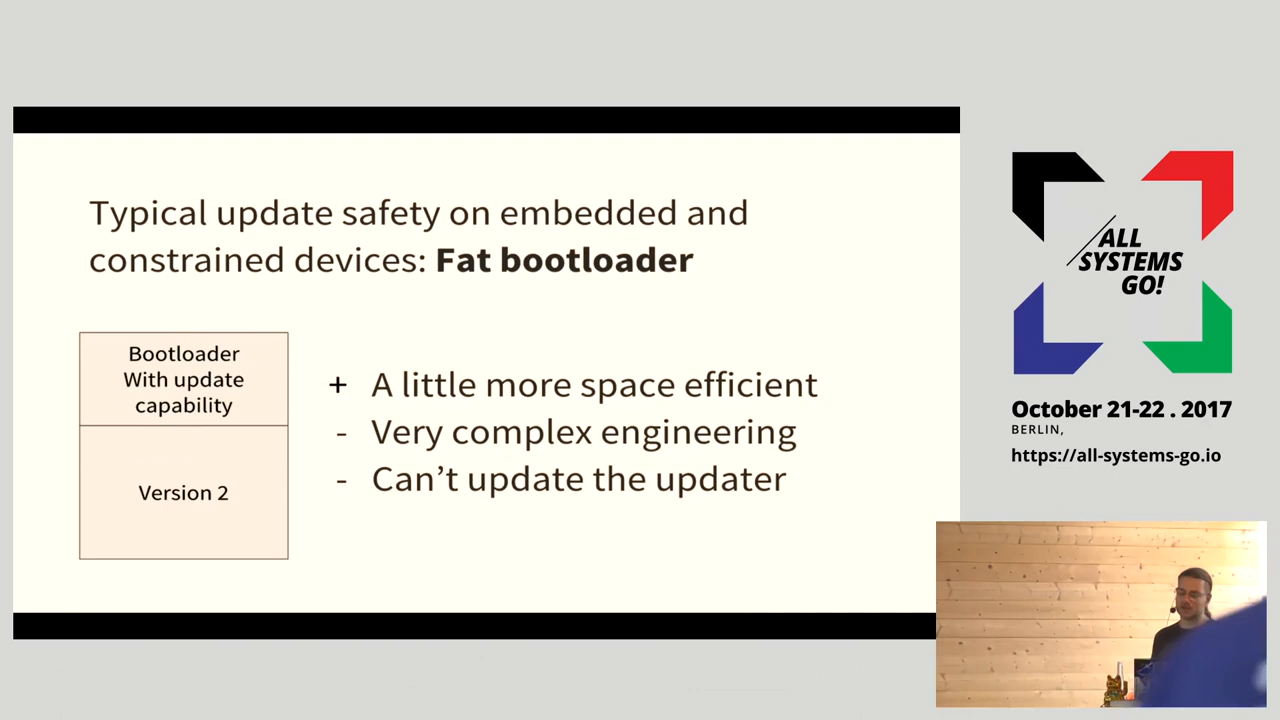 Typical update safety on embedded and
constrained devices: Fat bootloader
Bootloader
With update
capability
Version 2
+ A little more space efficient
- Very complex engineering
- Can’t update the updater
ALL
SYSTEMS
GO!
October 21-22 . 2017
BERLIN,
https://all-systems-go.io